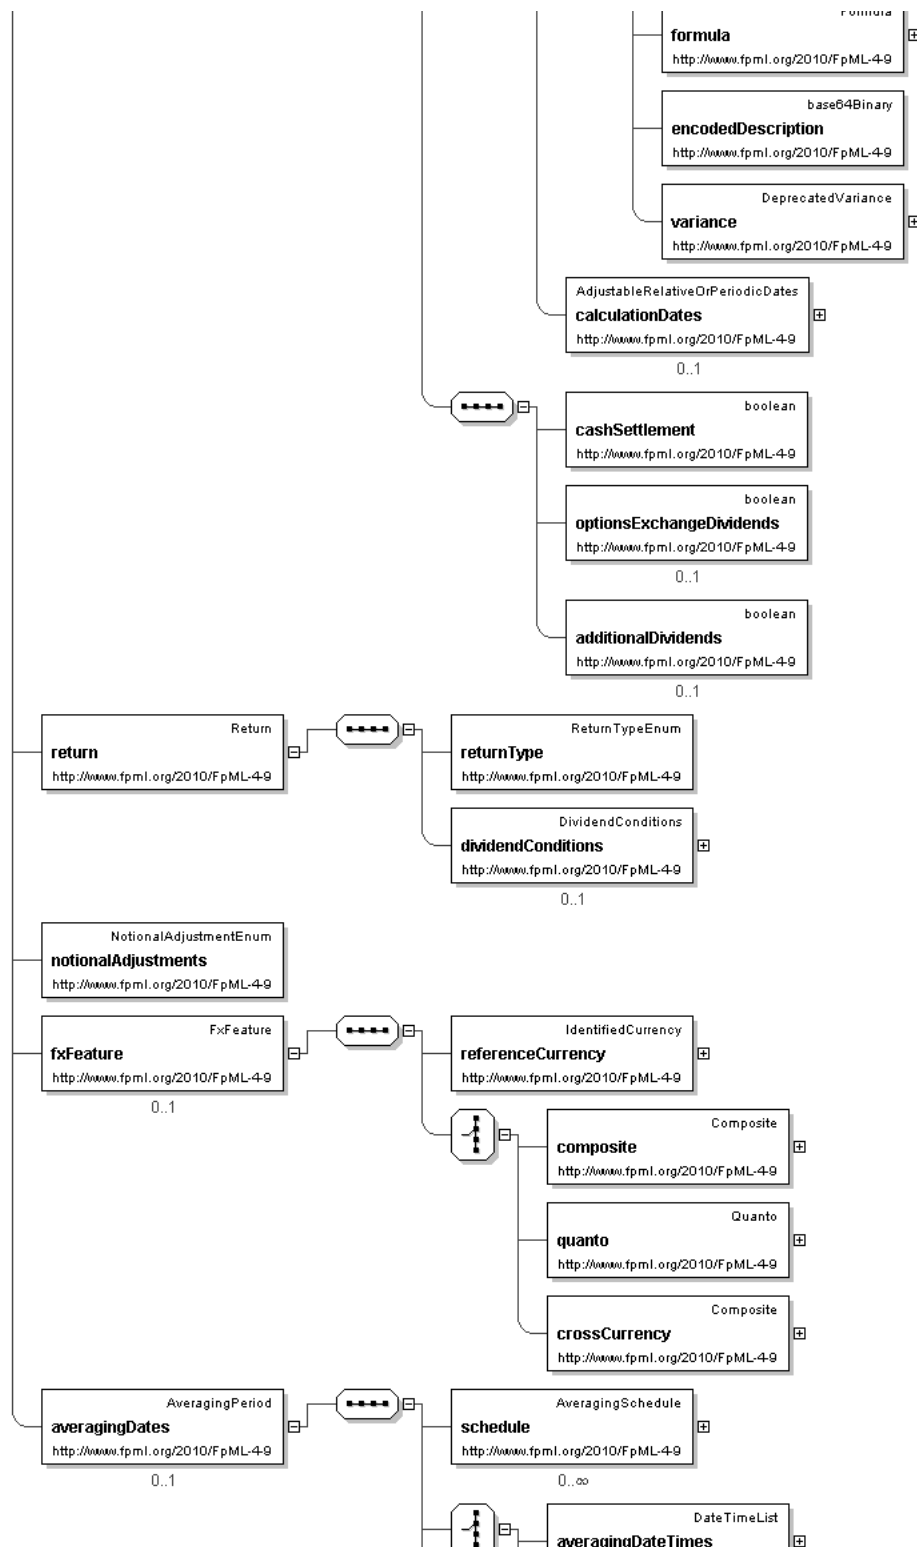 Formula
formula
http://www.fpml.org/2010/FpML-4-9
base64Binary
encodedDescription
http://www.fpml.org/2010/FpML-4-9
DeprecatedVariance
variance
http://www.fpml.org/2010/FpML-4-9
AdjustableRelativeOrPeriodicDates
calculationDates
http://www.fpml.org/2010/FpML-4-9
0..1
boolean
cashSettlement
http://www.fpml.org/2010/FpML-4-9
boolean
optionsExchangeDividends
http://www.fpml.org/2010/FpML-4-9
0..1
boolean
additionalDividends
http://www.fpml.org/2010/FpML-4-9
0..1
Return
return
http://www.fpml.org/2010/FpML-4-9
ReturnTypeEnum
returnType
http://www.fpml.org/2010/FpML-4-9
DividendConditions
dividendConditions
http://www.fpml.org/2010/FpML-4-9
0..1
NotionalAdjustmentEnum
notionalAdjustments
http://www.fpml.org/2010/FpML-4-9
FxFeature
fxFeature
http://www.fpml.org/2010/FpML-4-9
0..1
IdentifiedCurrency
referenceCurrency
http://www.fpml.org/2010/FpML-4-9
Composite
composite
http://www.fpml.org/2010/FpML-4-9
Quanto
quanto
http://www.fpml.org/2010/FpML-4-9
Composite
crossCurrency
http://www.fpml.org/2010/FpML-4-9
AveragingPeriod
averagingDates
http://www.fpml.org/2010/FpML-4-9
0..1
AveragingSchedule
schedule
http://www.fpml.org/2010/FpML-4-9
0..∞
DateTimeList
averagingDateTimes